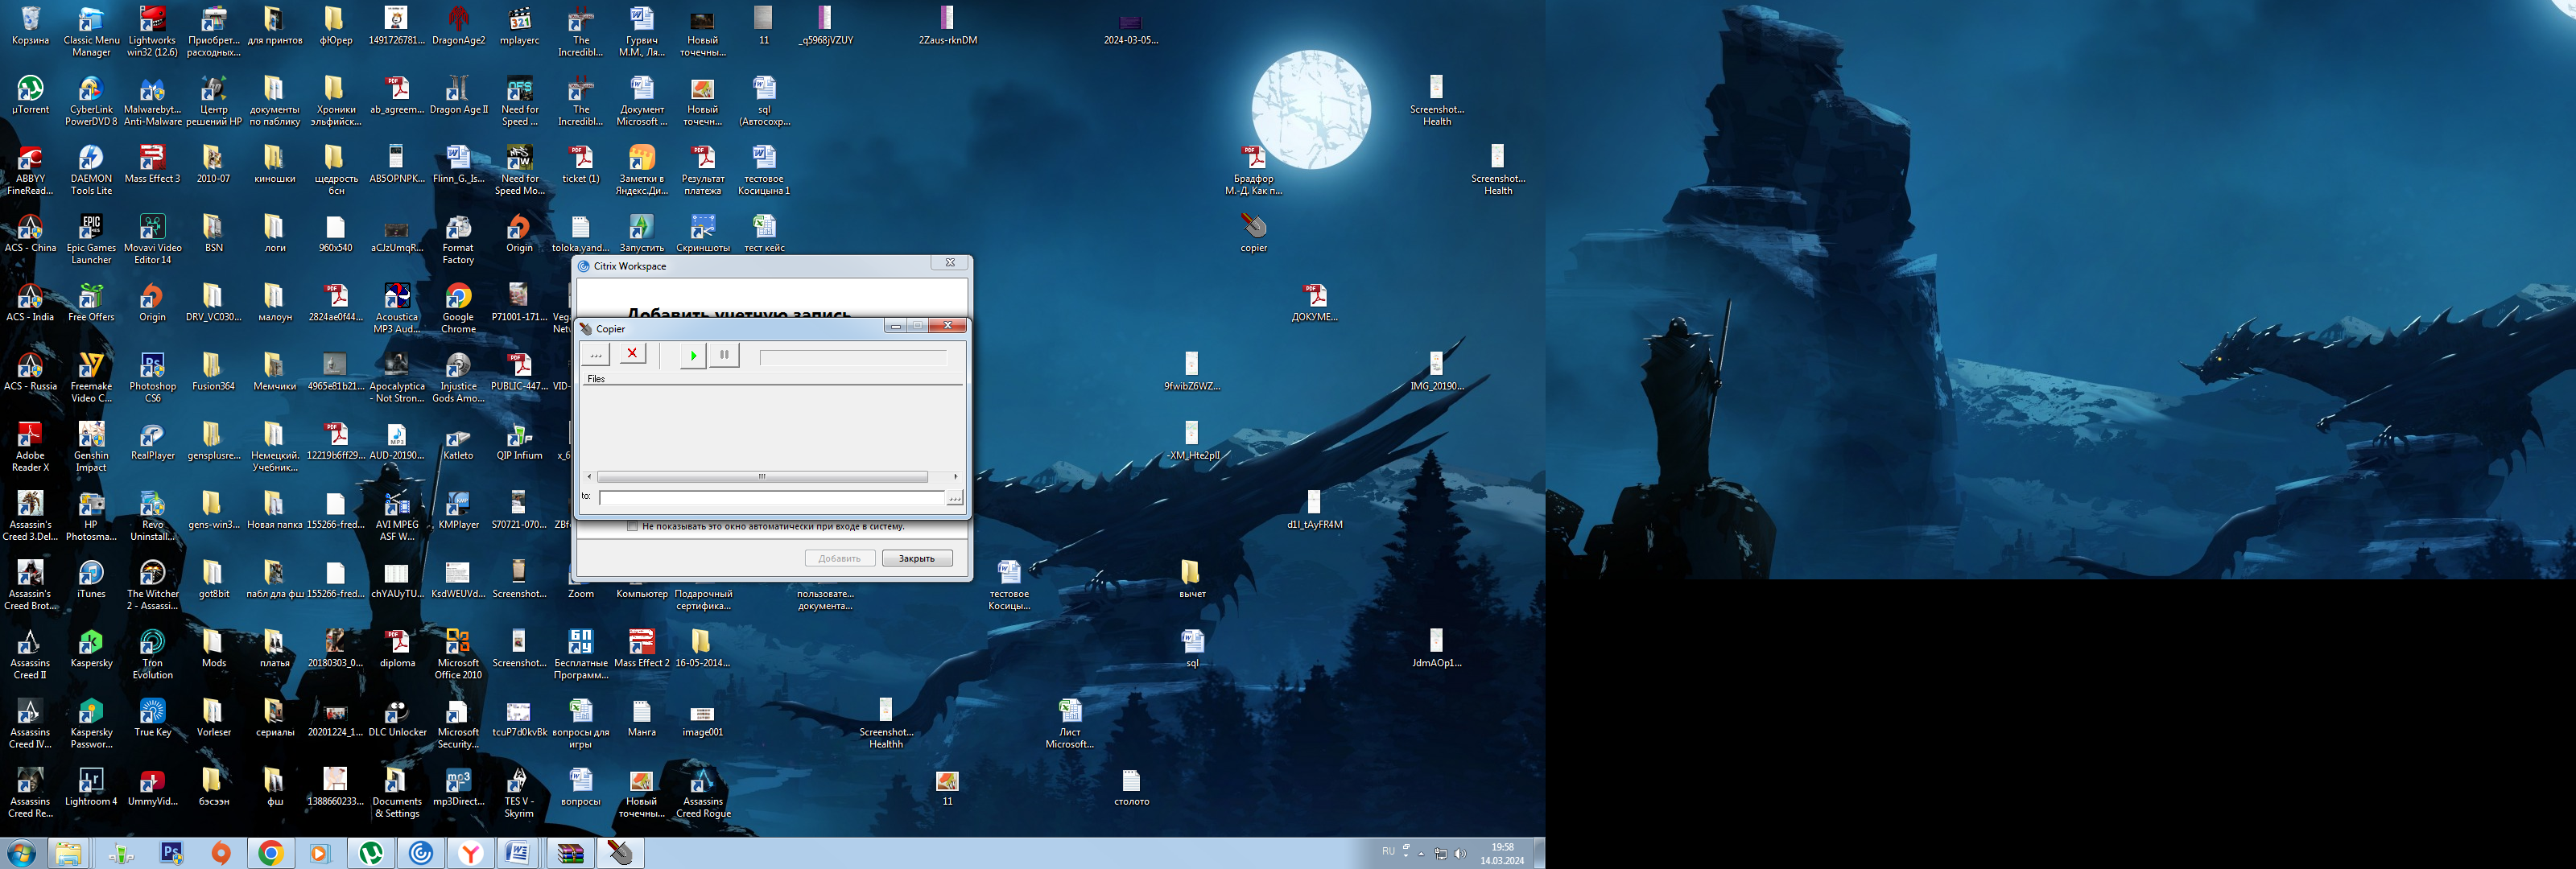 Корзина
Classic Menu
Manager
Lightworks
win32 (12.6)
Приобрет...
расходных...
для принтов
фЮрер
1491726781...
DragonAge2
mplayerc
The
Incredibl...
Гурвич
М.М., Ля...
Новый
точечны...
11
_q5968jVZUY
2Zaus-rknDM
2024-03-05...
µTorrent
CyberLink
PowerDVD 8
Malwarebyt...
Anti-Malware
Центр
решений HP
документы
по паблику
Хроники
эльфийск...
ab_agreem...
Dragon Age II
Need for
Speed ...
The
Incredibl...
Документ
Microsoft ...
Новый
точечн...
sql
(Автосохр...
Screenshot...
Health
ABBYY
FineRead...
DAEMON
Tools Lite
Mass Effect 3
2010-07
киношки
щедрость
бсн
AB5OPNPK...
Flinn_G._Is...
Need for
Speed Mo...
ticket (1)
Заметки в
Яндекс.Ди...
Результат
платежа
тестовое
Косицына 1
Брадфор
М.-Д. Как п...
Screenshot...
Health
ACS - China
Epic Games
Launcher
Movavi Video
Editor 14
BSN
логи
960x540
aCJzUmqR...
Format
Factory
Origin
toloka.yand...
Запустить
Скриншоты
тест кейс
copier
Citrix Workspace
Добавить учетную запись
Copier
Files
to:
Не показывать это окно автоматически при входе в систему.
Добавить
Закрыть
ACS - India
Free Offers
Origin
DRV_VC030...
малоун
2824ae0f44...
Acoustica
MP3 Aud...
Google
Chrome
P71001-171...
ДОКУМЕ...
ACS - Russia
Freemake
Video C...
Photoshop
CS6
Fusion364
Мемчики
4965e81b21...
Apocalyptica
- Not Stron...
Injustice
Gods Amo...
PUBLIC-447...
9fwibZ6WZ...
IMG_20190...
Adobe
Reader X
Genshin
Impact
RealPlayer
gensplusre...
Немецкий.
Учебник...
12219b6ff29...
AUD-20190...
Katleto
QIP Infium
-XM_Hte2plI
Assassin's
Creed 3.Del...
HP
Photosma...
Revo
Uninstall...
gens-win3...
Новая папка
155266-fred...
AVI MPEG
ASF W...
KMPlayer
S70721-070...
d1l_tAyFR4M
Assassin's
Creed Brot...
iTunes
The Witcher
2 - Assassi...
got8bit
пабл для фш
155266-fred...
chYAUyTU...
KsdWEUVd...
Screenshot...
Zoom
Компьютер
Подарочный
сертифика...
пользовате...
документа...
тестовое
Косицы...
вычет
Assassins
Creed II
Kaspersky
Tron
Evolution
Mods
платья
20180303_0...
diploma
Microsoft
Office 2010
Screenshot...
Бесплатные
Программ...
Mass Effect 2
16-05-2014...
sql
JdmAOp1...
Assassins
Creed IV...
Kaspersky
Passwor...
True Key
Vorleser
сериалы
20201224_1...
DLC Unlocker
Microsoft
Security...
tcuP7d0kvBk
вопросы для
игры
Манга
image001
Screenshot...
Healthh
Лист
Microsoft...
Assassins
Creed Re...
Lightroom 4
UmmyVid...
бэсээн
фш
1388660233...
Documents
& Settings
mp3Direct...
TES V -
Skyrim
вопросы
Новый
точечны...
Assassins
Creed Rogue
11
столото
RU
19:58
14.03.2024